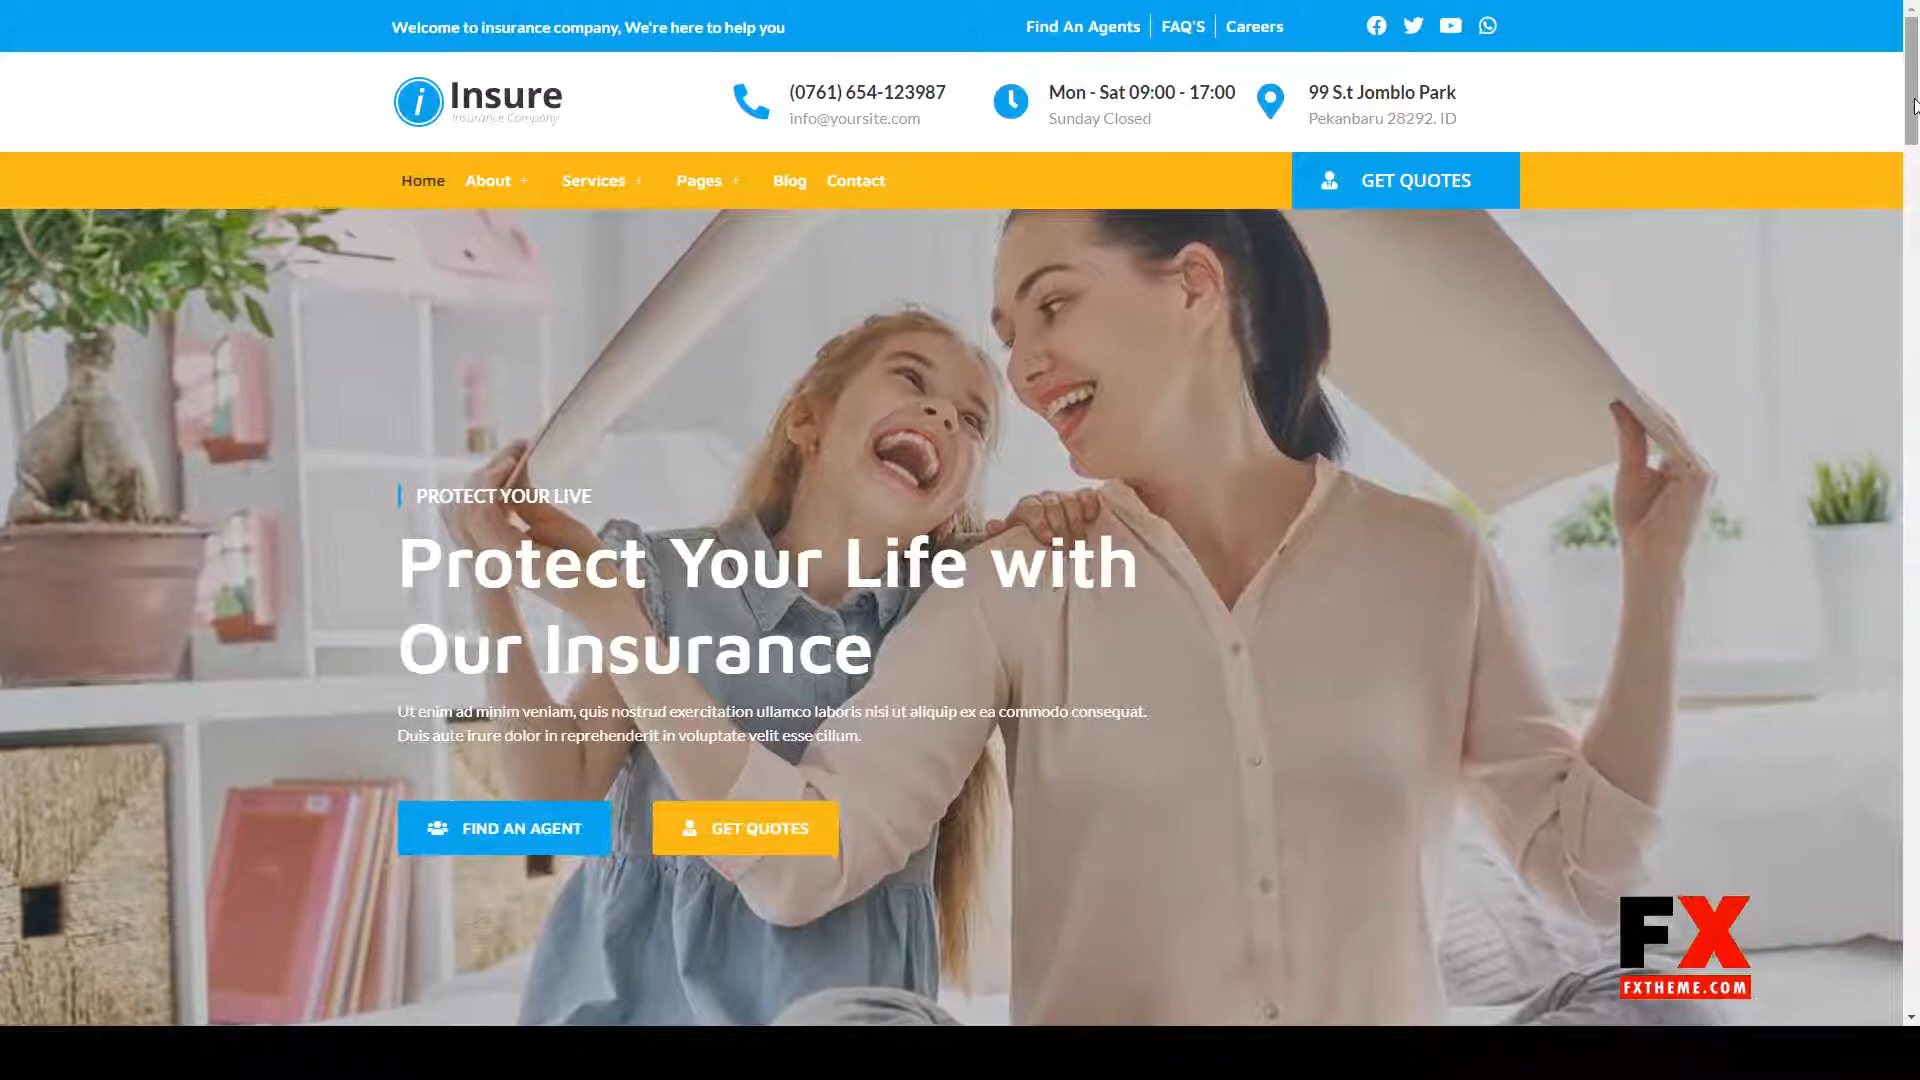 Welcome to insurance company, We're here to help you
Find An Agents
FAQ'S
Careers
i
Insure
Insurance Company
(0761) 654-123987
info@yoursite.com
Mon - Sat 09:00 - 17:00
Sunday Closed
99 S.t Jomblo Park
Pekanbaru 28292. ID
Home
About +
Services +
Pages +
Blog
Contact
GET QUOTES
PROTECT YOUR LIVE
Protect Your Life with
Our Insurance
Ut enim ad minim veniam, quis nostrud exercitation ullamco laboris nisi ut aliquip ex ea commodo consequat.
Duis aute irure dolor in reprehenderit in voluptate velit esse cillum.
FIND AN AGENT
GET QUOTES
FX
FXTHEME.COM